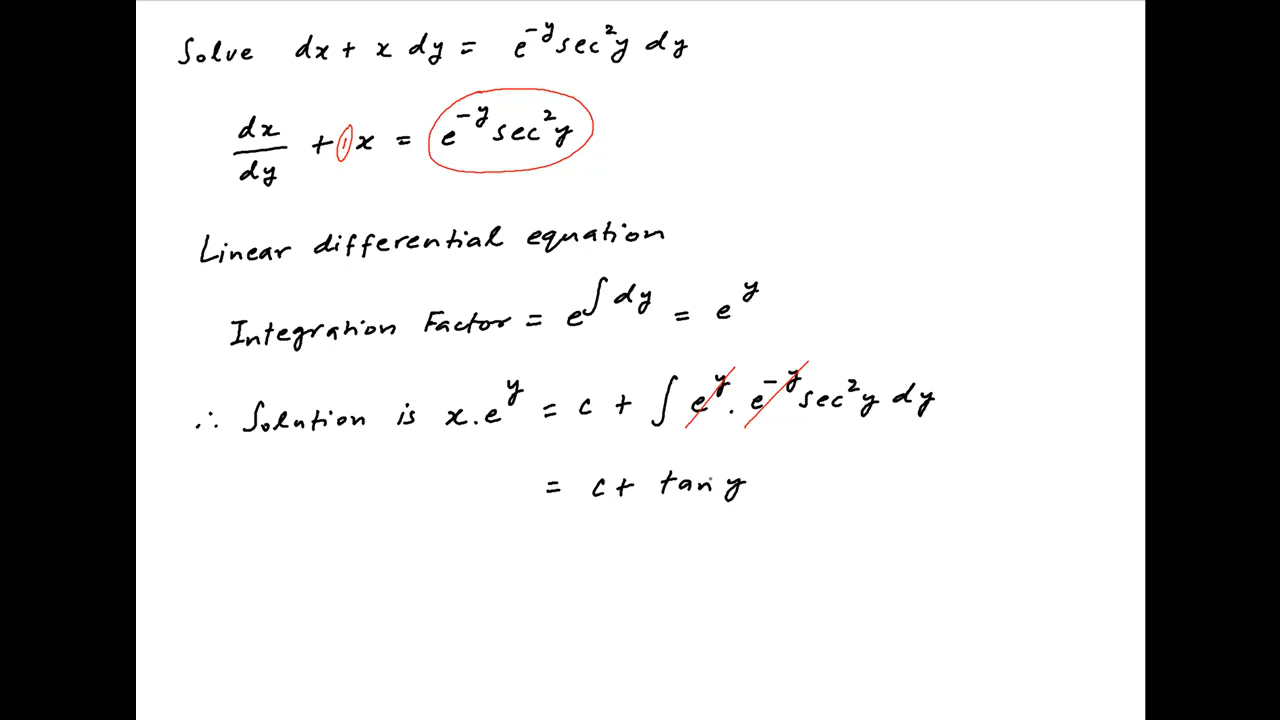 Solve dx + x dy = e^{-y} sec^2 y dy
\frac{dx}{dy} + 1x = e^{-y} sec^2 y
Linear differential equation
Integration Factor = e^{∫ dy} = e^y
∴ Solution is x.e^y = c + ∫ e^y . e^{-y} sec^2 y dy
= c + tan y